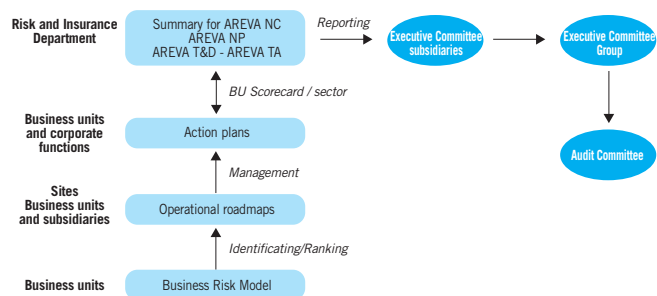 Risk and Insurance
Department
Summary for AREVA NC
AREVA NP
AREVA T&D - AREVA TA
Reporting
Executive Committee
subsidiaries
Executive Committee
Group
BU Scorecard / sector
Business units
and corporate
functions
Action plans
Audit Committee
Management
Sites
Business units
and subsidiaries
Operational roadmaps
Identificating/Ranking
Business units
Business Risk Model